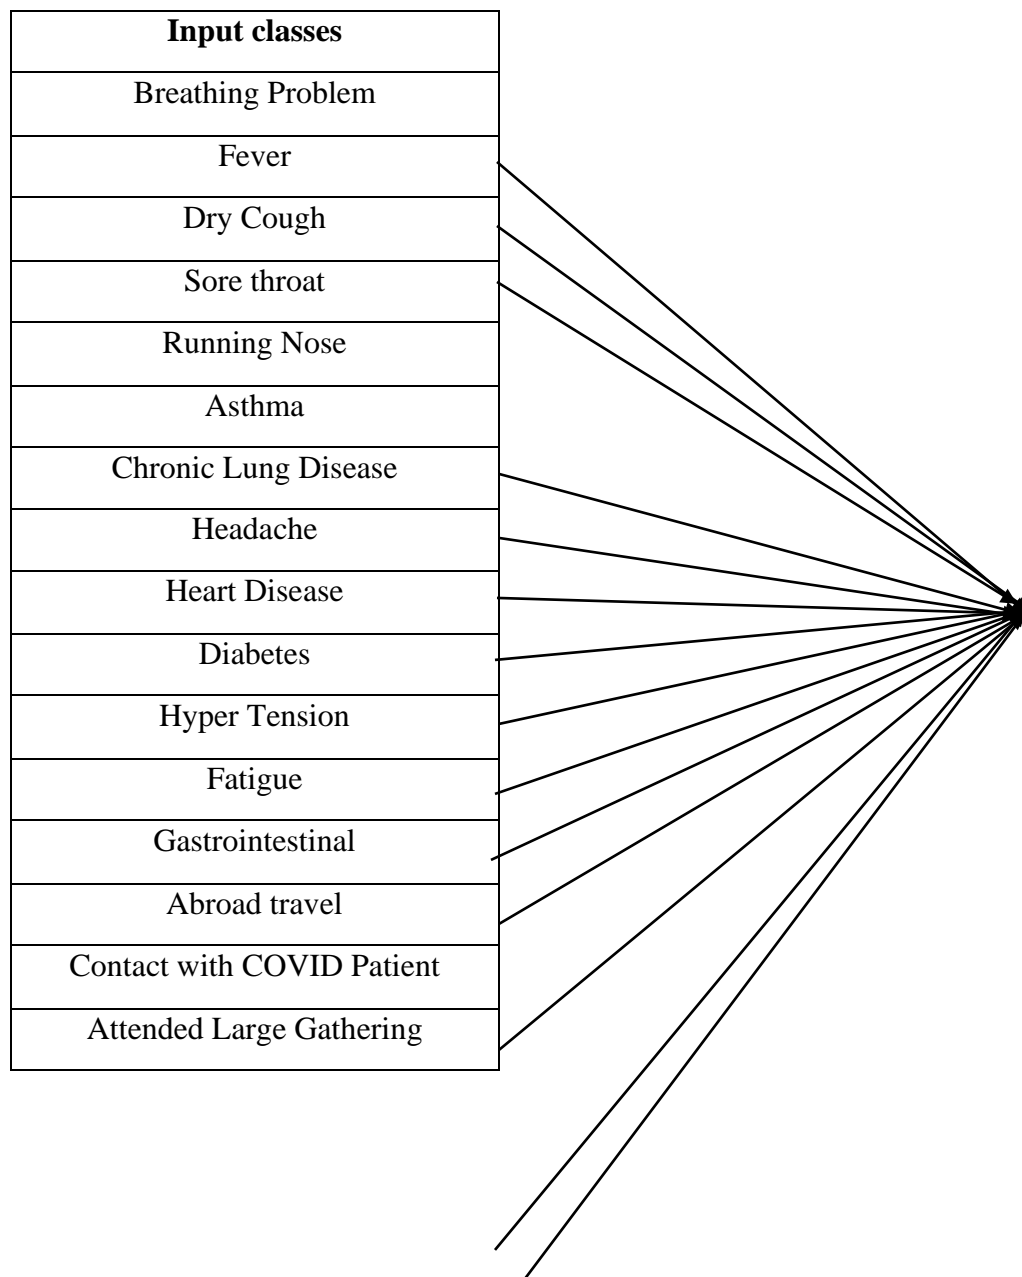 Input classes
Breathing Problem
Fever
Dry Cough
Sore throat
Running Nose
Asthma
Chronic Lung Disease
Headache
Heart Disease
Diabetes
Hyper Tension
Fatigue
Gastrointestinal
Abroad travel
Contact with COVID Patient
Attended Large Gathering